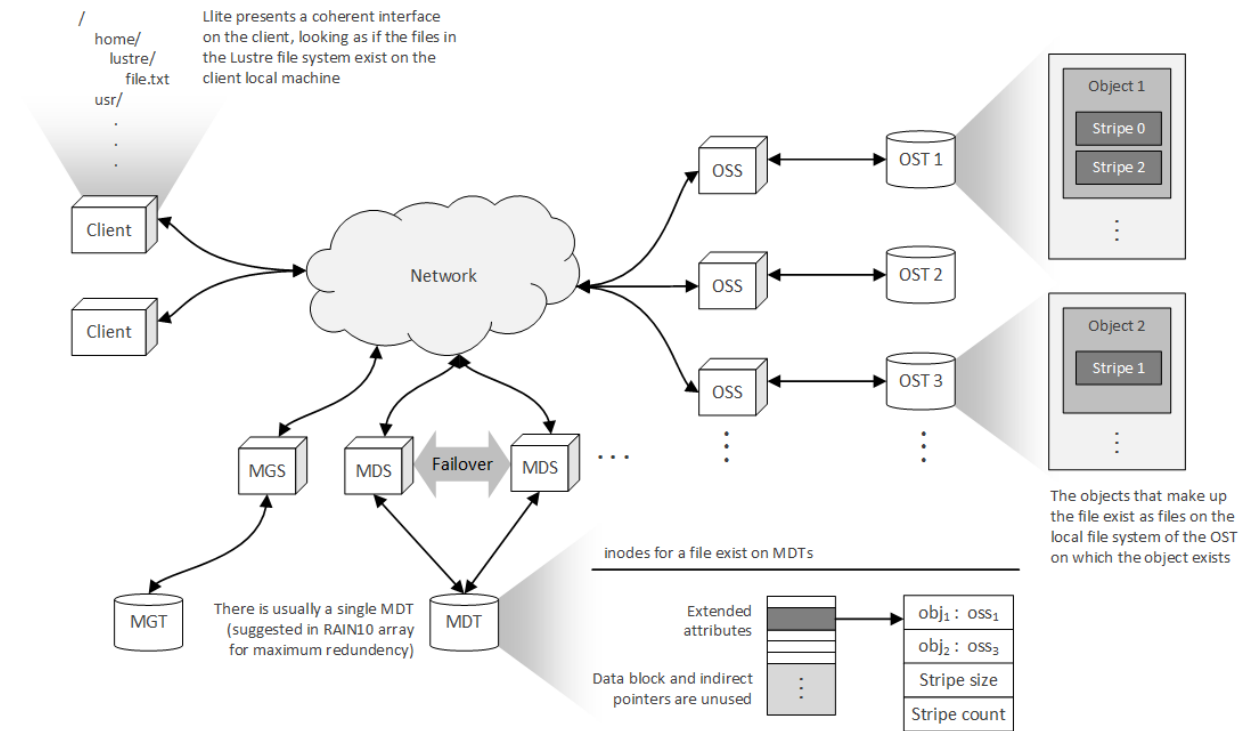 /
home/
lustre/
file.txt
usr/
.
.
.
Llite presents a coherent interface
on the client, looking as if the files in
the Lustre file system exist on the
client local machine
Client
Client
Network
OSS
OST 1
OSS
OST 2
OSS
OST 3
Object 1
Stripe 0
Stripe 2
Object 2
Stripe 1
The objects that make up
the file exist as files on the
local file system of the OST
on which the object exists
MGS
MDS
Failover
MDS
...
MGT
There is usually a single MDT
(suggested in RAIN10 array
for maximum redundency)
MDT
inodes for a file exist on MDTs
Extended
attributes
Data block and indirect
pointers are unused
obj₁ : oss₁
obj₂ : oss₃
Stripe size
Stripe count